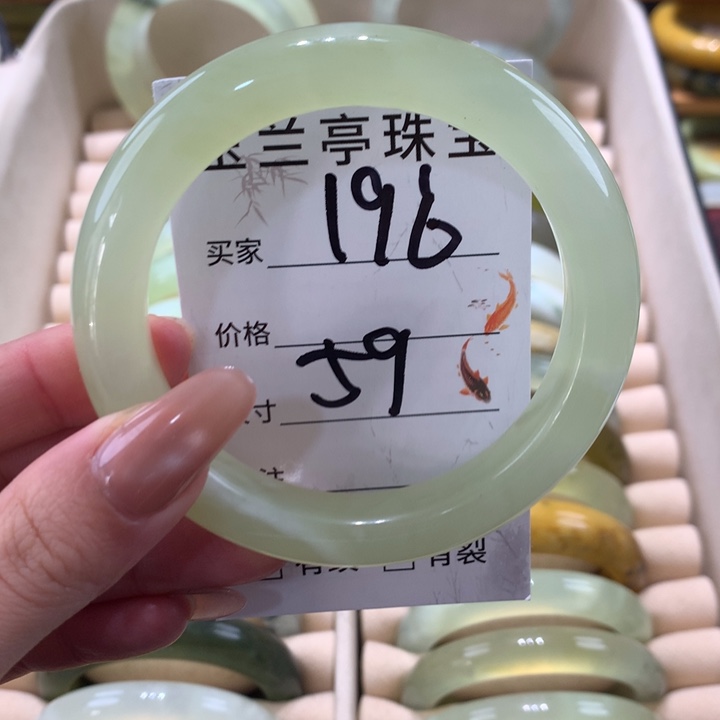 兰亭珠宝
买家 196
价格
寸 59
有裂